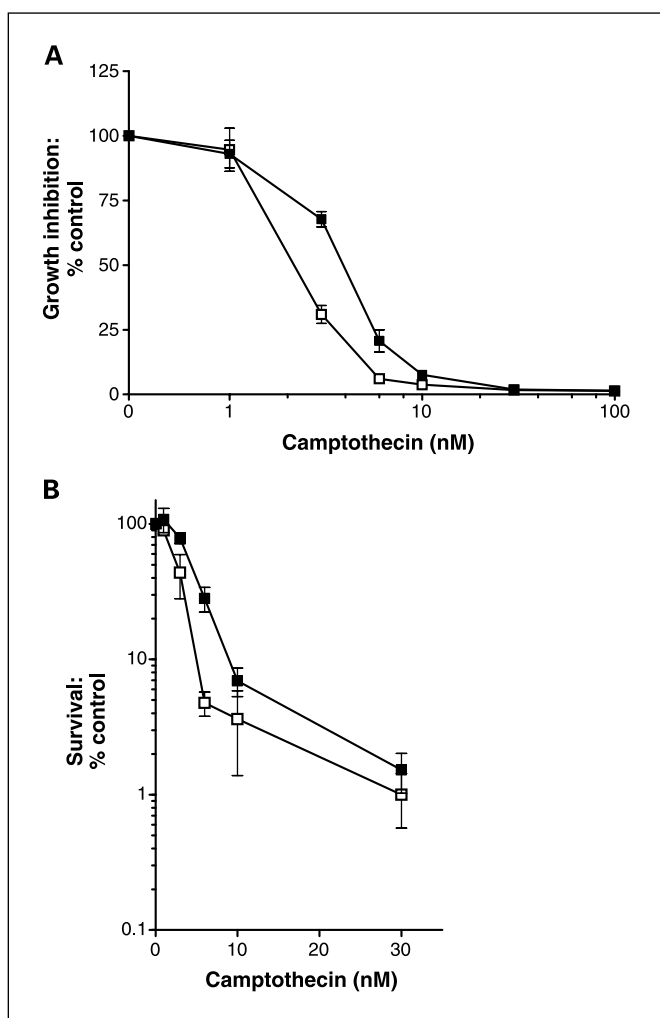 A
125
100
75
50
25
0
Growth inhibition:
% control
0 1 10 100
Camptothecin (nM)
B
100
10
1
0.1
Survival:
% control
0 10 20 30
Camptothecin (nM)